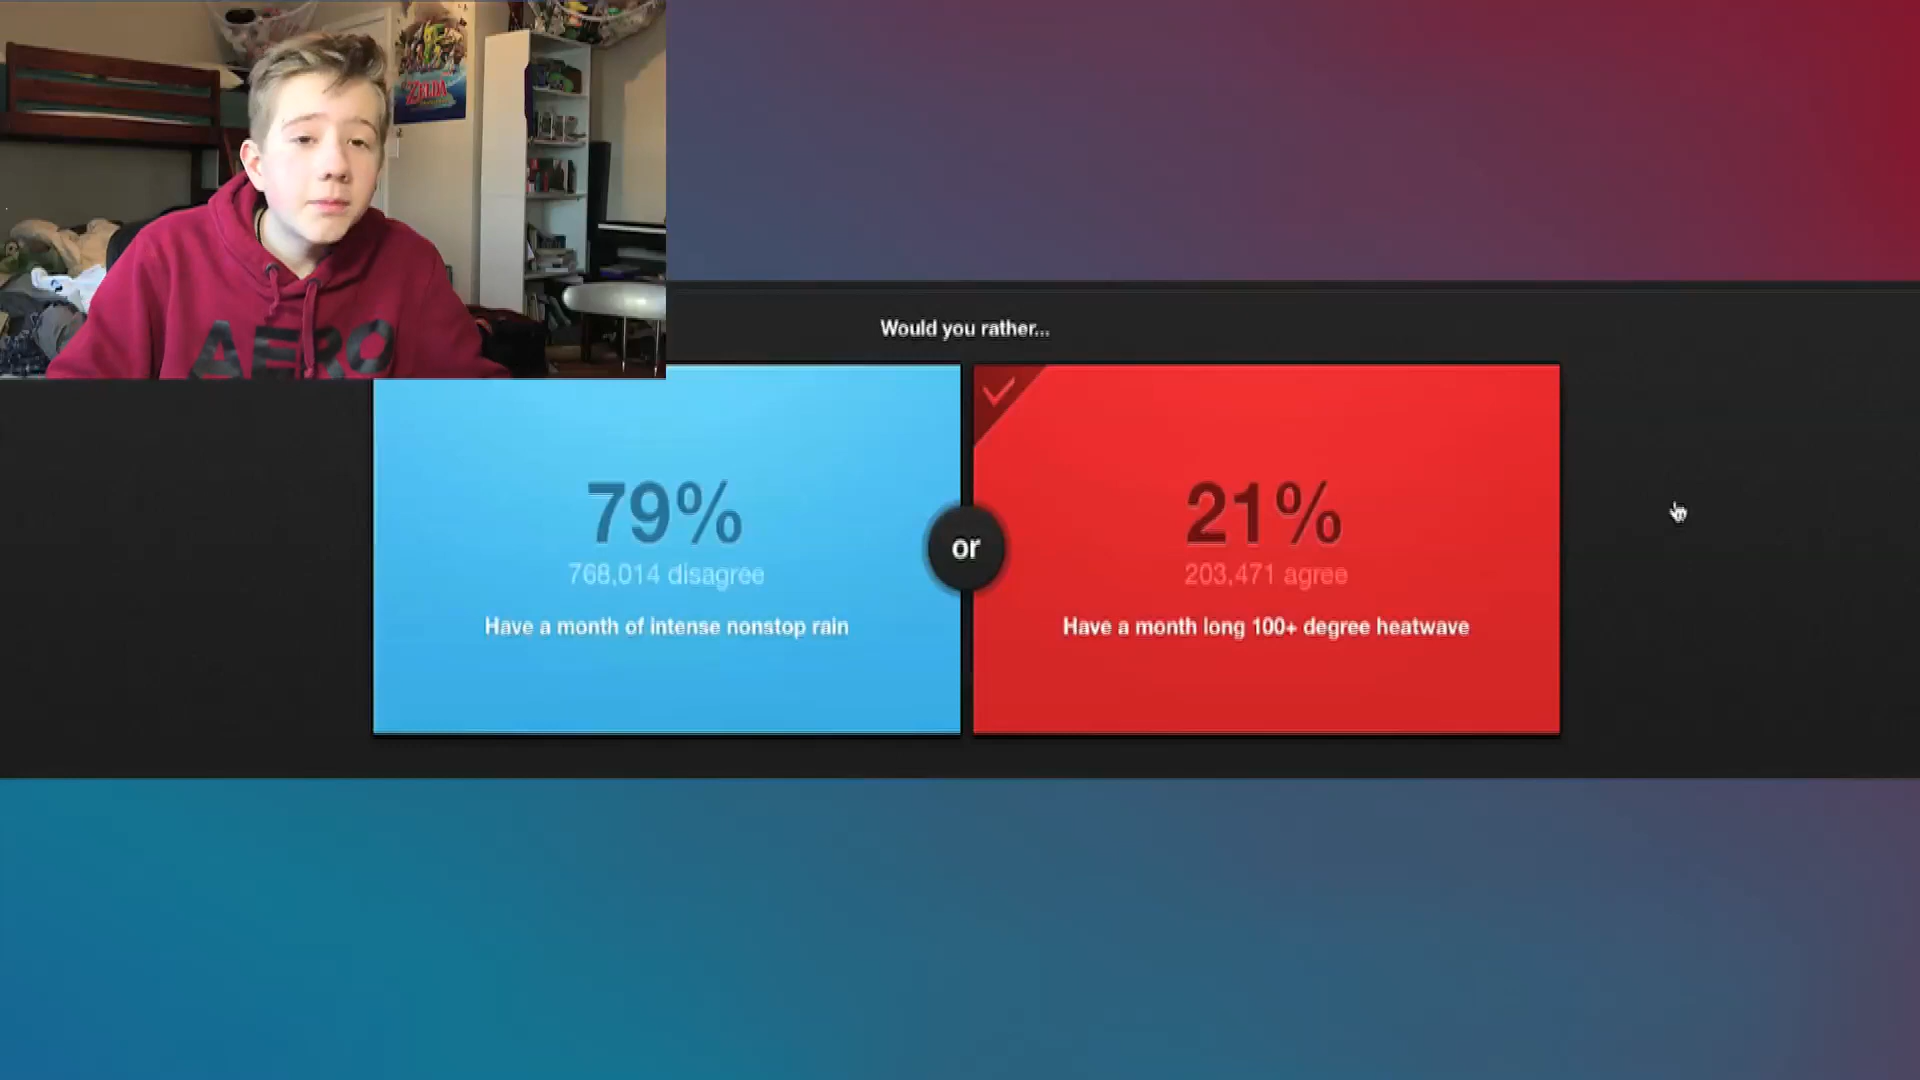 ZELDA
AERO
Would you rather...
79%
768,014 disagree
Have a month of intense nonstop rain
or
21%
203,471 agree
Have a month long 100+ degree heatwave